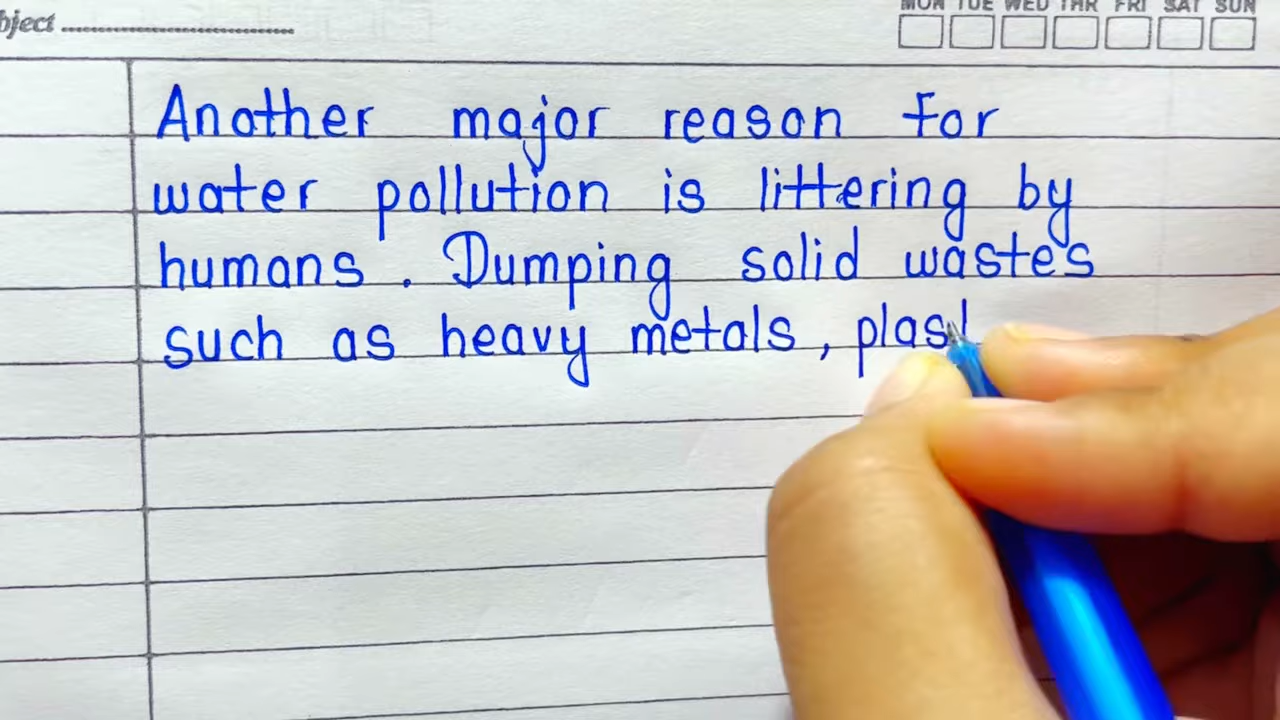 bject
MON TUE WED THR FRI SAT SUN
Another major reason for
water pollution is littering by
humans. Dumping solid wastes
such as heavy metals, plas